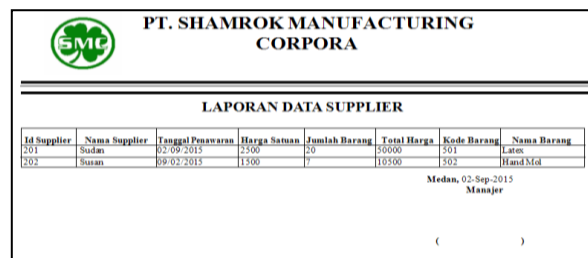 SMC
PT. SHAMROK MANUFACTURING
CORPORA
LAPORAN DATA SUPPLIER
Id Supplier Nama Supplier Tanggal Penawaran Harga Satuan Jumlah Barang Total Harga Kode Barang Nama Barang
201 Sudan 02/09/2015 2500 20 50000 501 Latex
202 Susan 09/02/2015 1500 7 10500 502 Hand Mol
Medan, 02-Sep-2015
Manajer
( )